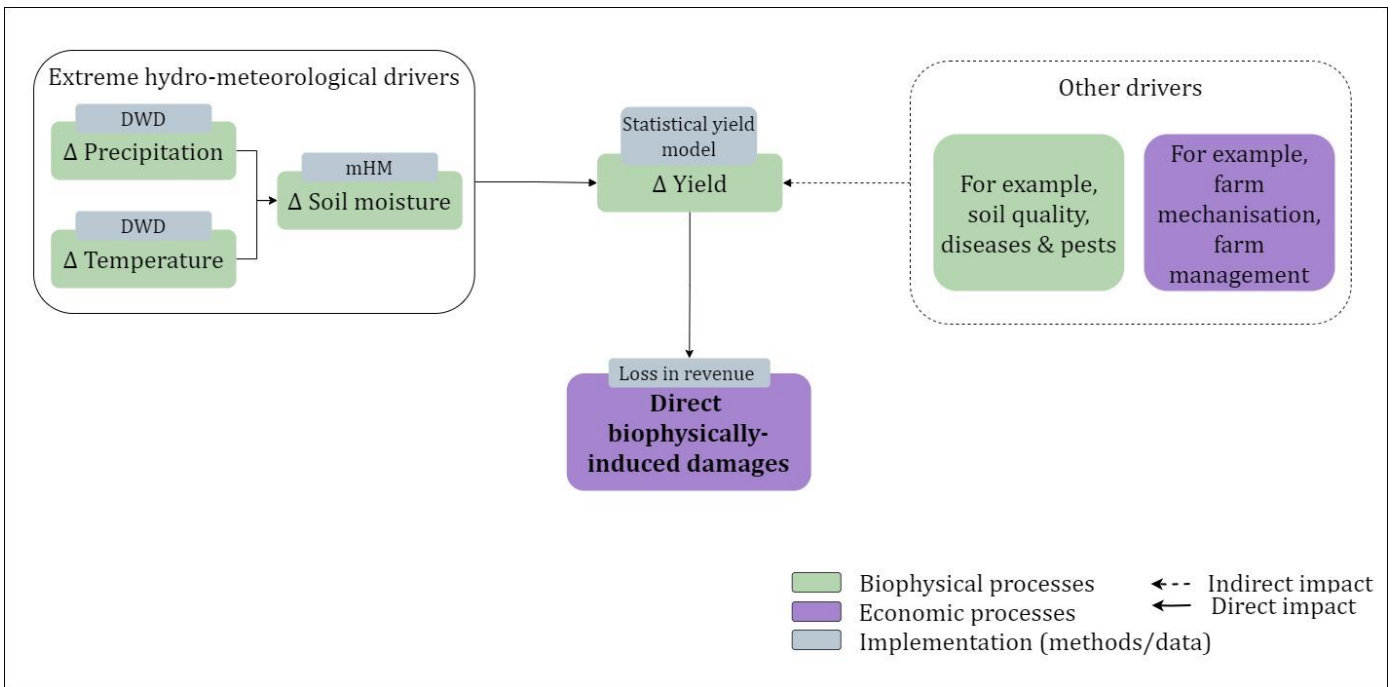 Extreme hydro-meteorological drivers
DWD
Δ Precipitation
mHM
Δ Soil moisture
DWD
Δ Temperature
Statistical yield
model
Δ Yield
Other drivers
For example,
soil quality,
diseases & pests
For example,
farm
mechanisation,
farm
management
Loss in revenue
Direct
biophysically-
induced damages
Biophysical processes
Economic processes
Implementation (methods/data)
Indirect impact
Direct impact